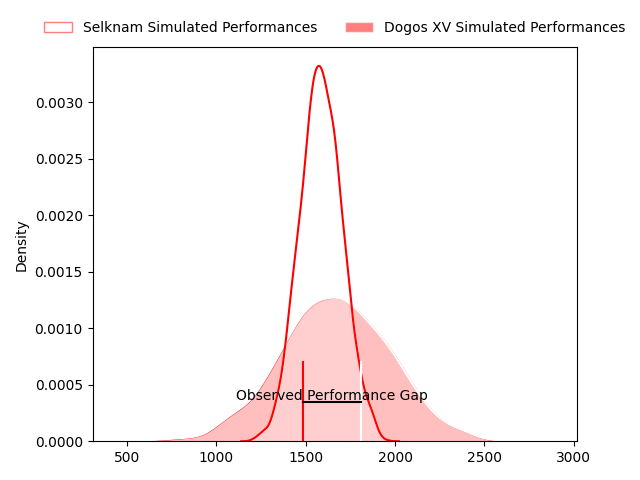 Selknam Simulated Performances
Dogos XV Simulated Performances
Density
0.0030
0.0025
0.0020
0.0015
0.0010
0.0005
0.0000
Observed Performance Gap
500 1000 1500 2000 2500 3000